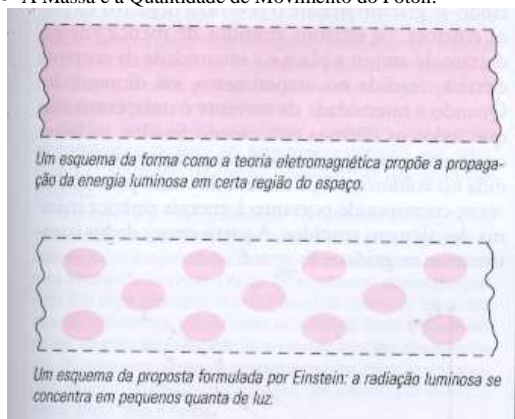 A Massa e a Quantidade de Movimento do Fóton.
Um esquema da forma como a teoria eletromagnética propõe a propaga-
ção da energia luminosa em certa região do espaço.
Um esquema da proposta formulada por Einstein: a radiação luminosa se
concentra em pequenos quanta de luz.